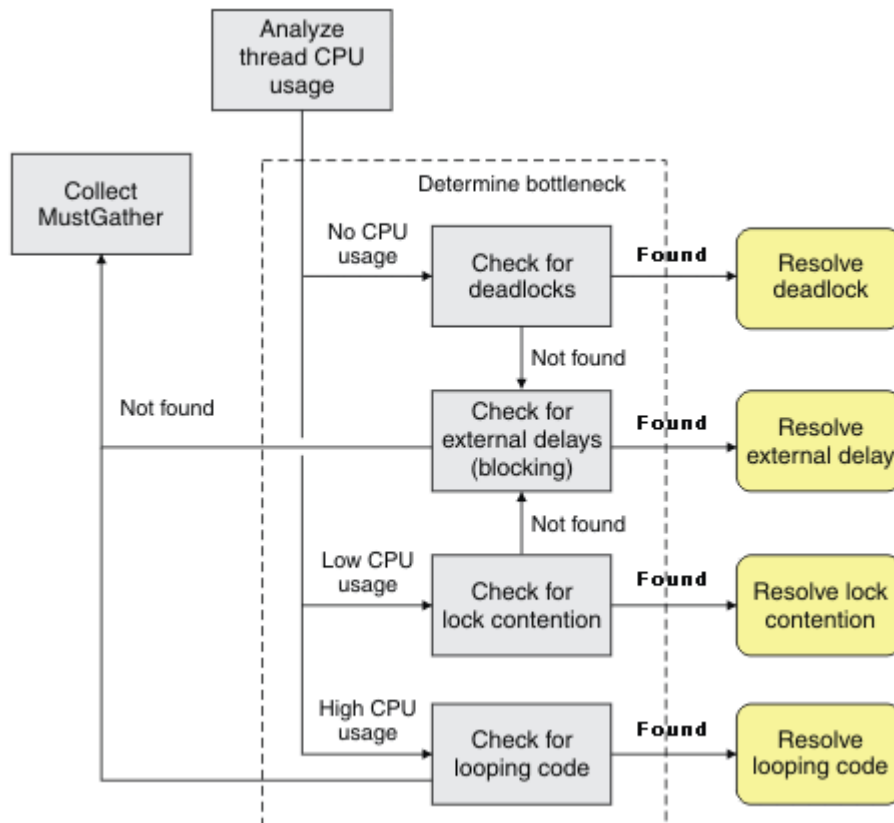 Analyze
thread CPU
usage
Collect
MustGather
Determine bottleneck
No CPU
usage
Check for
deadlocks
Found
Resolve
deadlock
Not found
Not found
Check for
external delays
(blocking)
Found
Resolve
external delay
Not found
Low CPU
usage
Check for
lock contention
Found
Resolve lock
contention
High CPU
usage
Check for
looping code
Found
Resolve
looping code